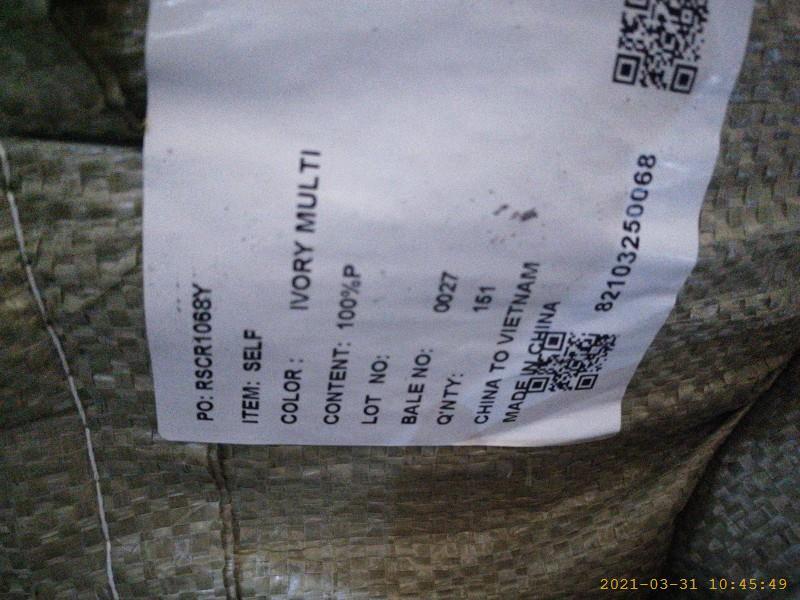 PO: RSCR1068Y
ITEM: SELF
COLOR : IVORY MULTI
CONTENT: 100%P
LOT NO:
BALE NO: 0027
Q'NTY: 151
CHINA TO VIETNAM
MADE IN CHINA
82103250068
2021-03-31 10:45:49